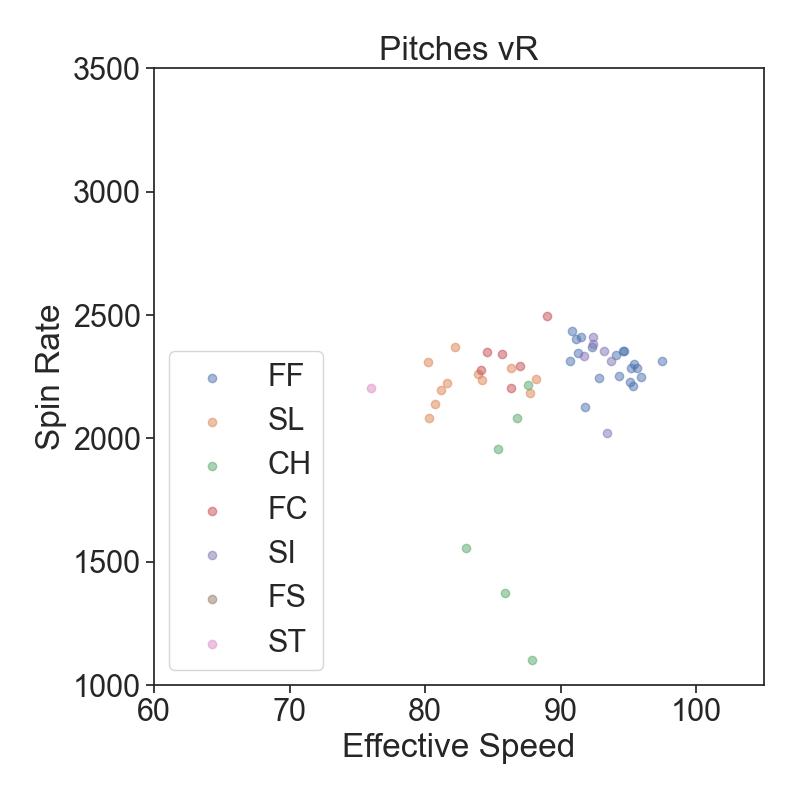 Pitches vR
3500
3000
2500
2000
1500
1000
Spin Rate
FF
SL
CH
FC
SI
FS
ST
60 70 80 90 100
Effective Speed